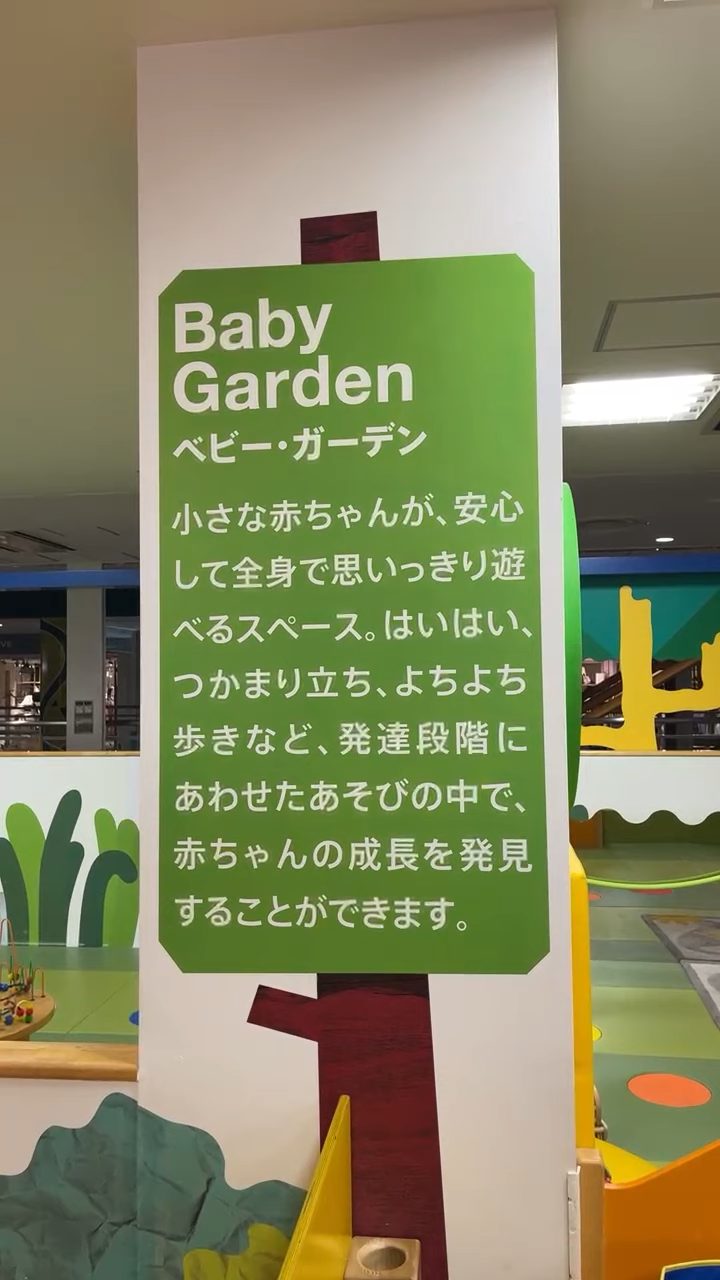 Baby
Garden
ベビー・ガーデン
小さな赤ちゃんが、安心
して全身で思いっきり遊
べるスペース。はいはい、
つかまり立ち、よちよち
歩きなど、発達段階に
あわせたあそびの中で、
赤ちゃんの成長を発見
することができます。